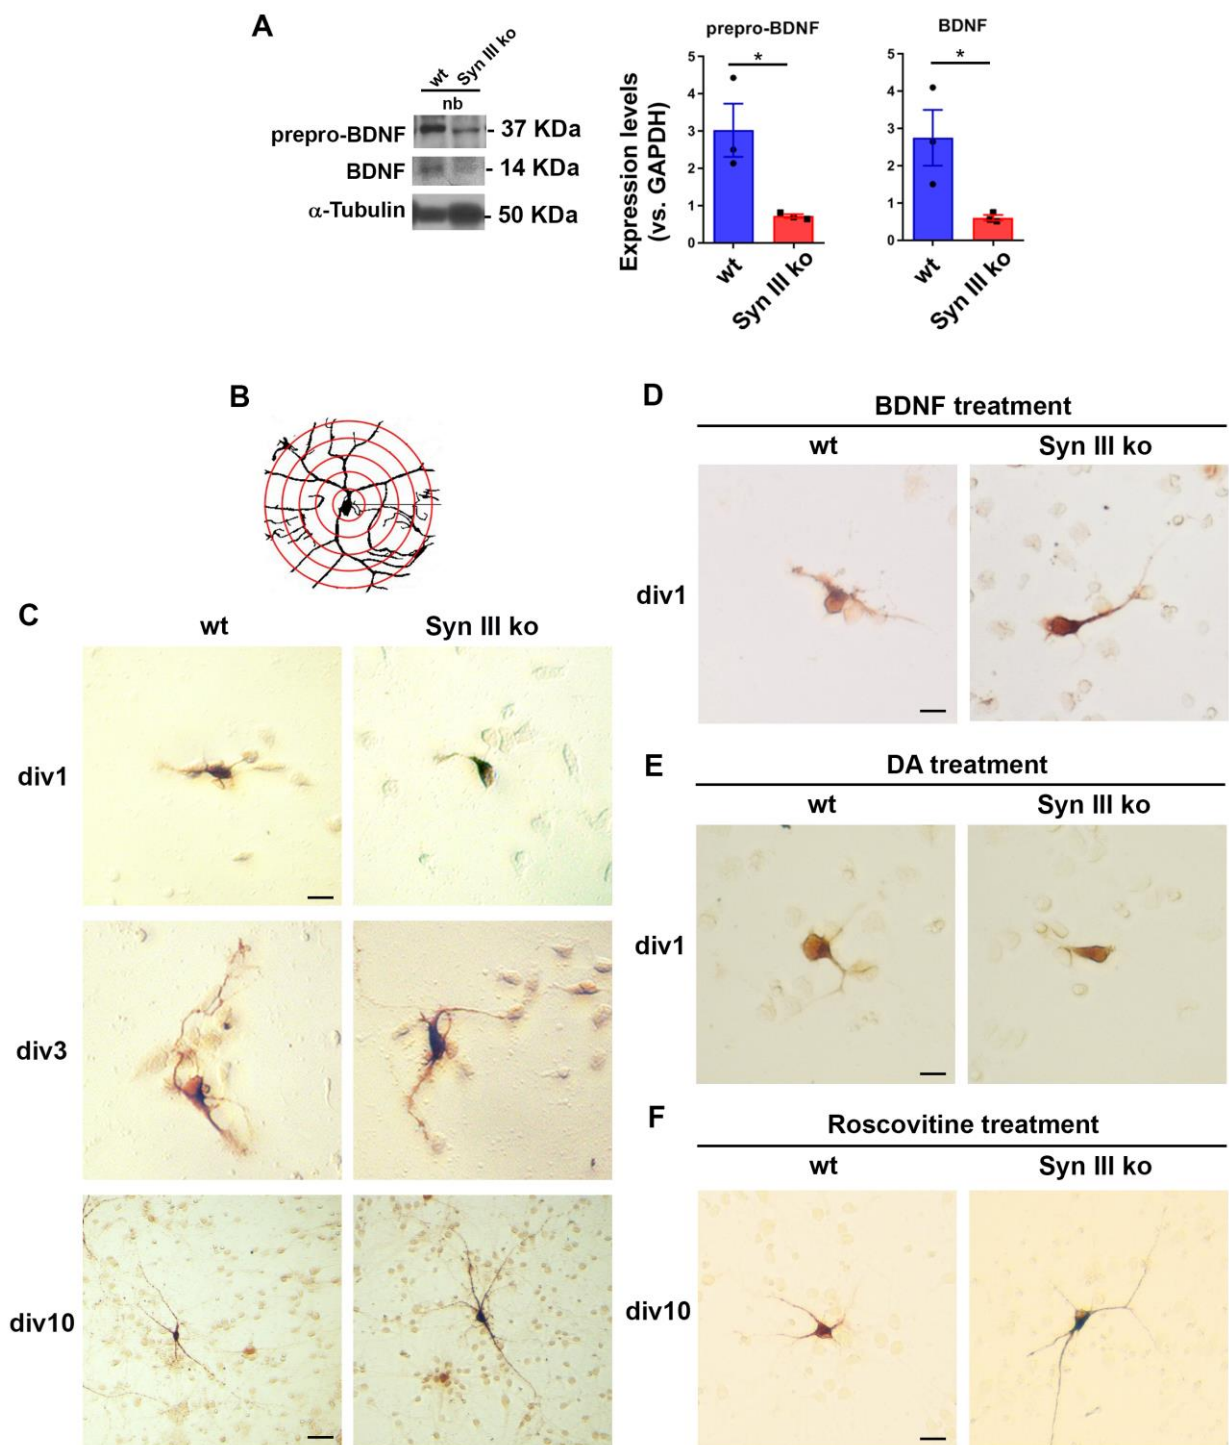 A
wt Syn III ko
nb
prepro-BDNF - 37 KDa
BDNF - 14 KDa
α-Tubulin - 50 KDa
prepro-BDNF
*
Expression levels
(vs. GAPDH)
5
4
3
2
1
0
wt
Syn III ko
BDNF
*
5
4
3
2
1
0
wt
Syn III ko
B
C
wt Syn III ko
div1
div3
div10
D
BDNF treatment
wt Syn III ko
div1
E
DA treatment
wt Syn III ko
div1
F
Roscovitine treatment
wt Syn III ko
div10